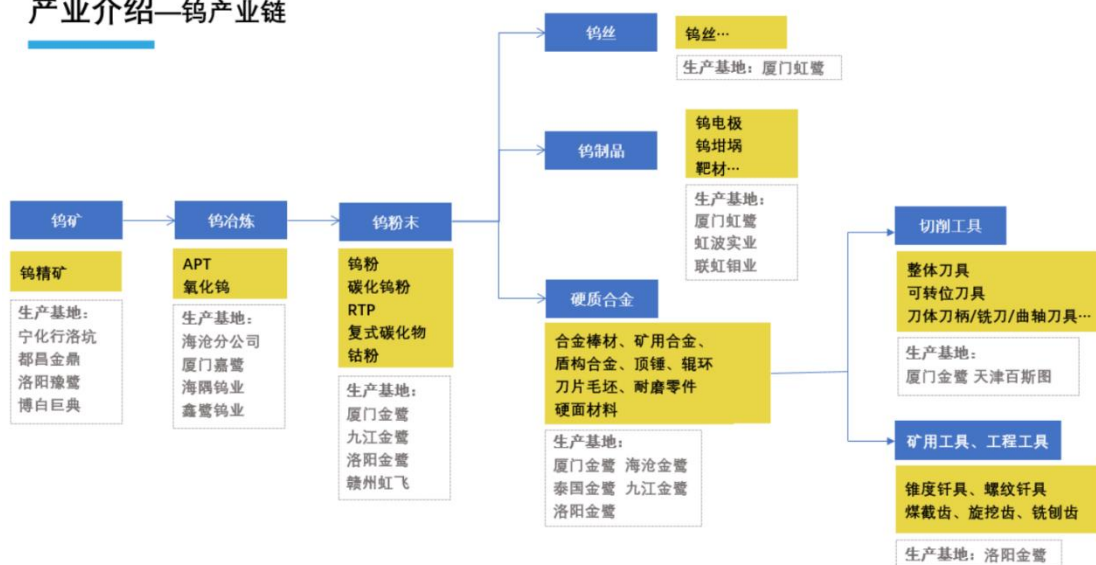 产业介绍—钨产业链
钨丝
钨丝…
生产基地：厦门虹鹭
钨制品
钨电极
钨坩埚
靶材…
生产基地：
厦门虹鹭
虹波实业
联虹钼业
钨矿
钨精矿
生产基地：
宁化行洛坑
都昌金鼎
洛阳豫鹭
博白巨典
钨冶炼
APT
氧化钨
生产基地：
海沧分公司
厦门嘉鹭
海隅钨业
鑫鹭钨业
钨粉末
钨粉
碳化钨粉
RTP
复式碳化物
钴粉
生产基地：
厦门金鹭
九江金鹭
洛阳金鹭
赣州虹飞
硬质合金
合金棒材、矿用合金、
盾构合金、顶锤、辊环
刀片毛坯、耐磨零件
硬面材料
生产基地：
厦门金鹭 海沧金鹭
泰国金鹭 九江金鹭
洛阳金鹭
切削工具
整体刀具
可转位刀具
刀体刀柄/铣刀/曲轴刀具…
生产基地：
厦门金鹭 天津百斯图
矿用工具、工程工具
锥度钎具、螺纹钎具
煤截齿、旋挖齿、铣刨齿
生产基地：洛阳金鹭